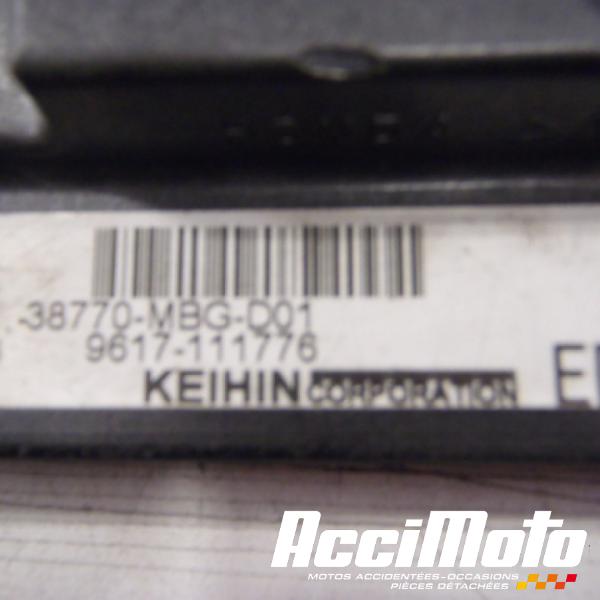 -38770-MBG-D01
9617-111776
KEIHIN CORPORATION
AcciMoto
MOTOS ACCIDENTÉES-OCCASIONS
PIÈCES DÉTACHÉES